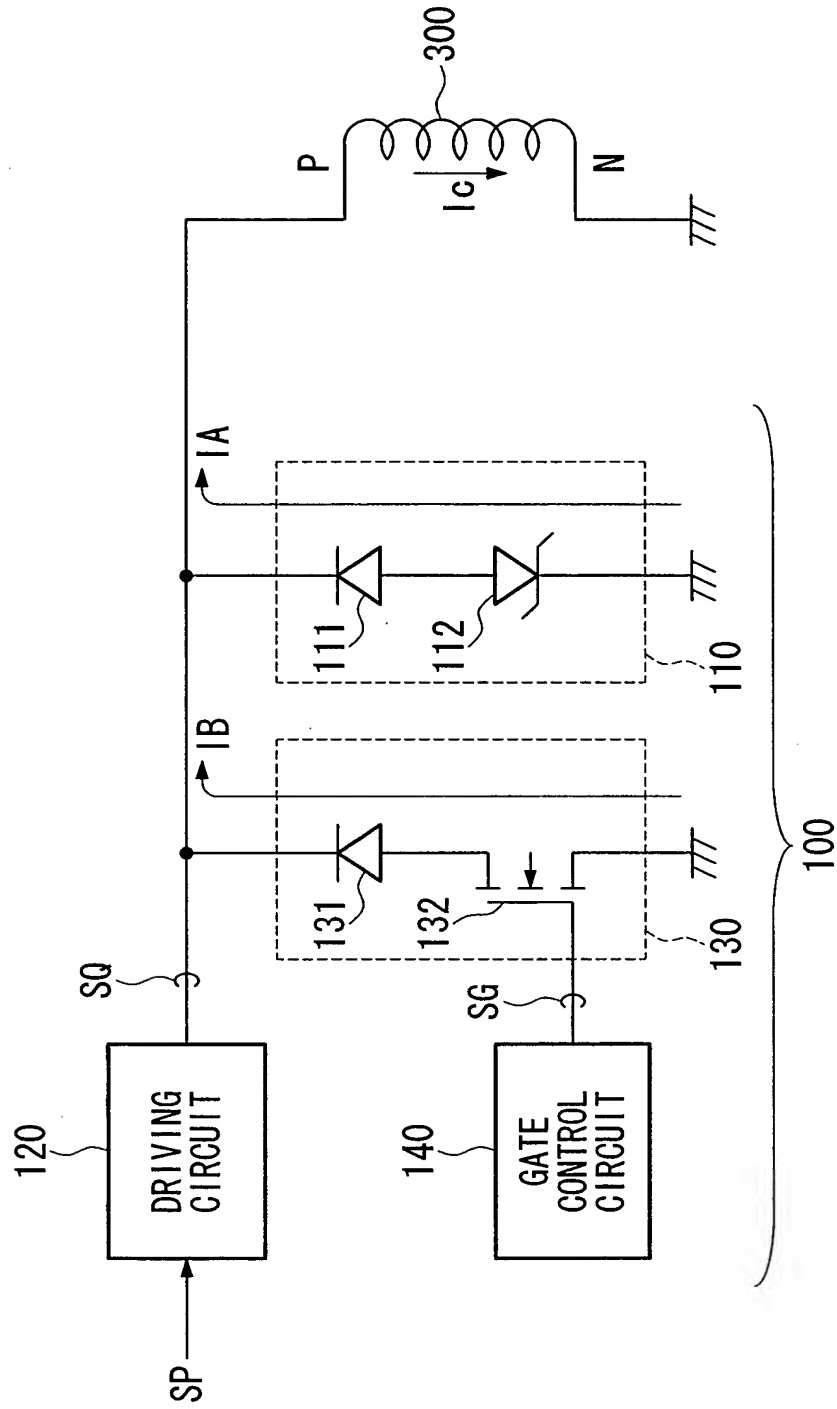 SP
120
DRIVING
CIRCUIT
SQ
IB
IA
P
300
Ic
N
131
132
130
111
112
110
SG
140
GATE
CONTROL
CIRCUIT
100